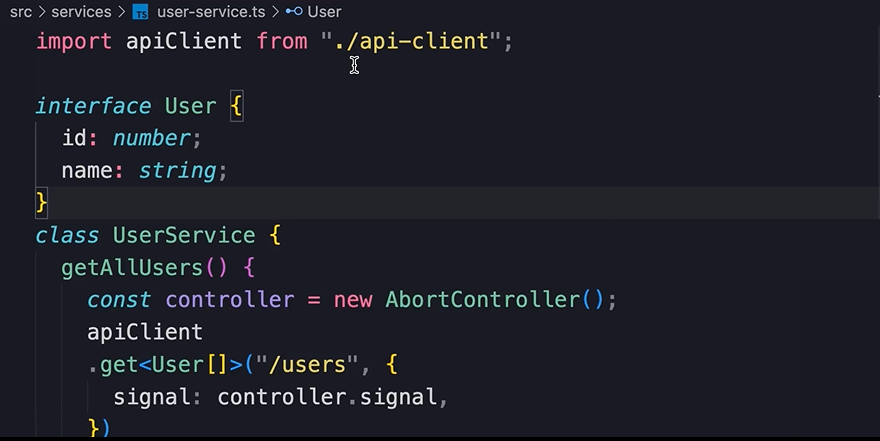 src > services > TS user-service.ts > User
import apiClient from "./api-client";
interface User {
id: number;
name: string;
}
class UserService {
getAllUsers() {
const controller = new AbortController();
apiClient
.get<User[]>("/users", {
signal: controller.signal,
})